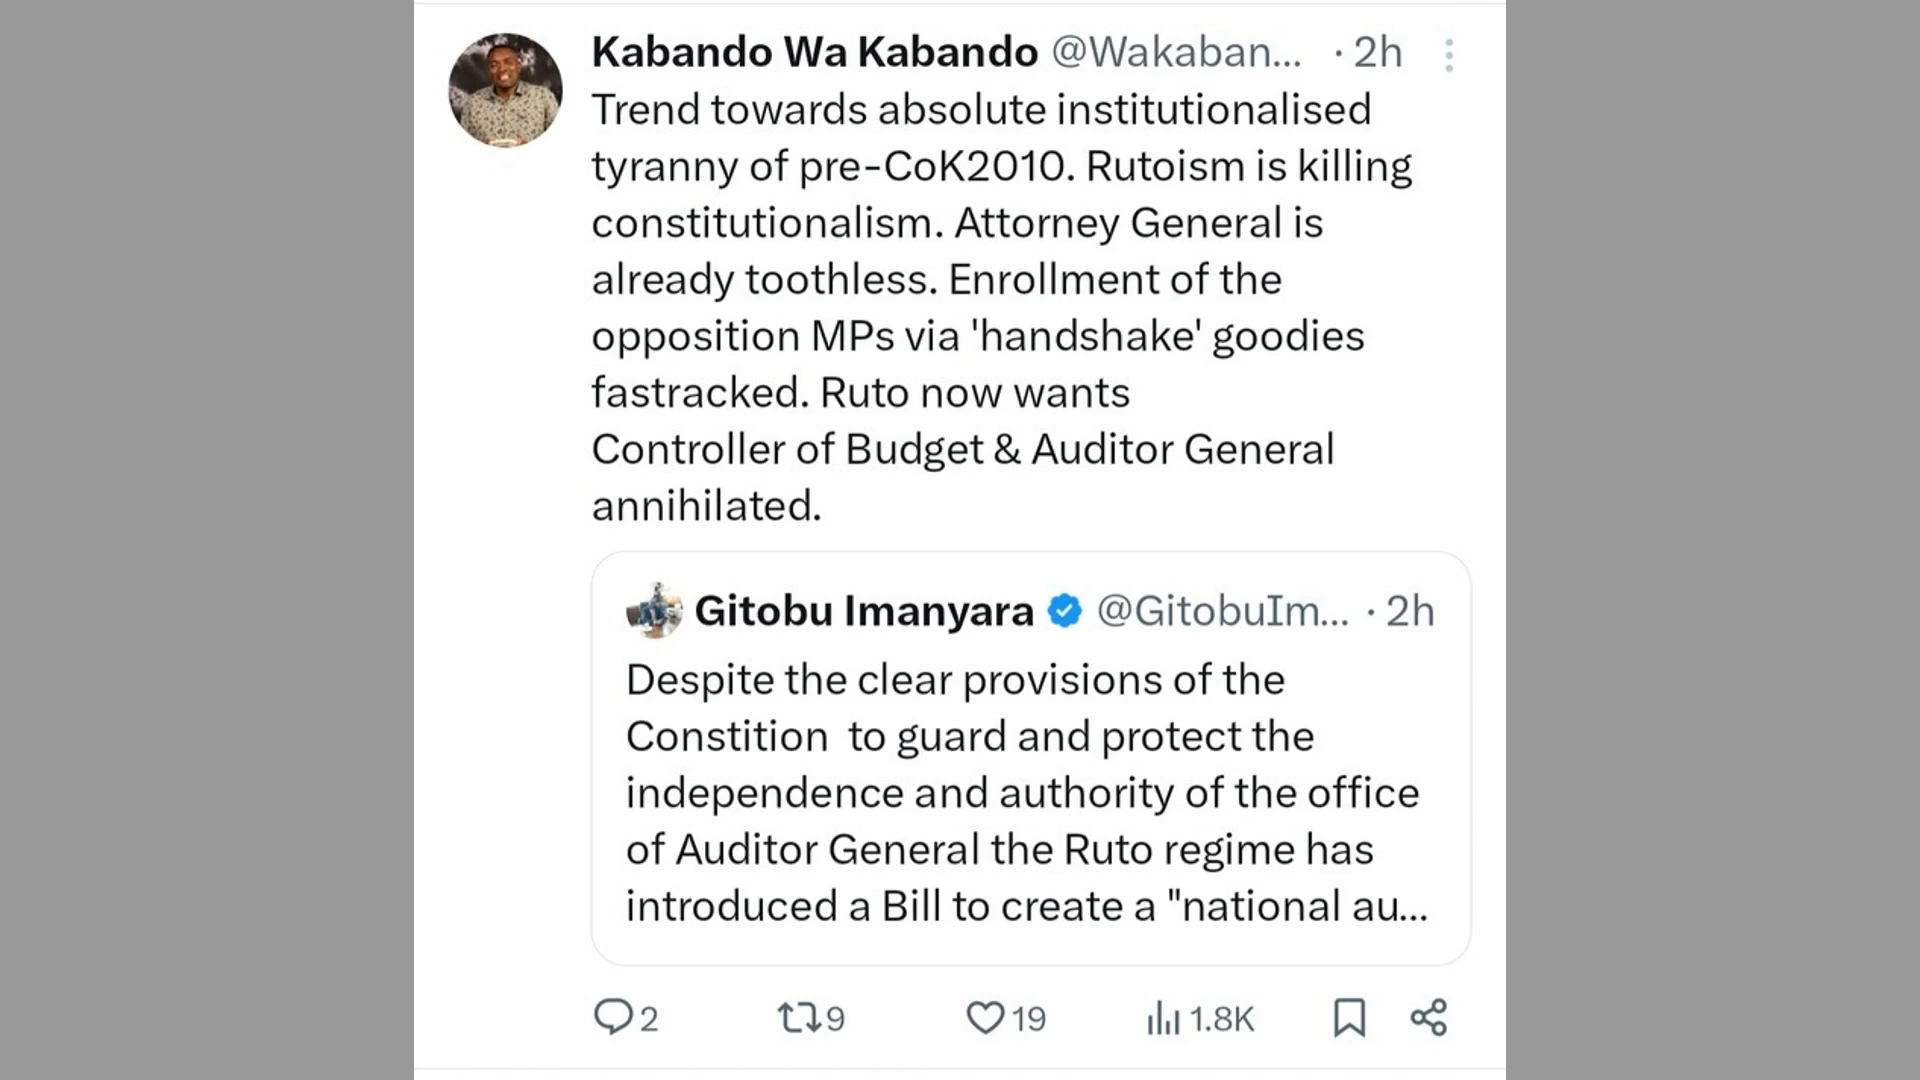 Kabando Wa Kabando @Wakaban... · 2h
Trend towards absolute institutionalised
tyranny of pre-CoK2010. Rutoism is killing
constitutionalism. Attorney General is
already toothless. Enrollment of the
opposition MPs via 'handshake' goodies
fastracked. Ruto now wants
Controller of Budget & Auditor General
annihilated.
Gitobu Imanyara @GitobuIm... · 2h
Despite the clear provisions of the
Constition  to guard and protect the
independence and authority of the office
of Auditor General the Ruto regime has
introduced a Bill to create a "national au...
2 9 19 1.8K